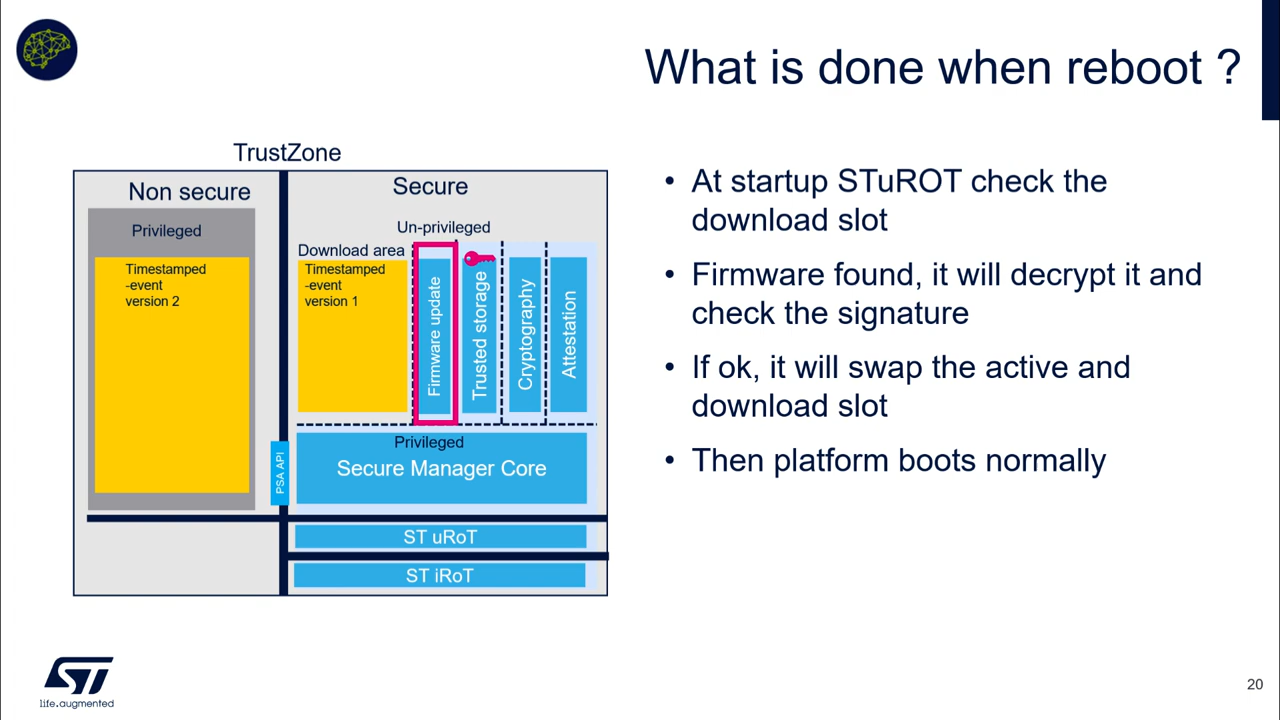 What is done when reboot ?
TrustZone
Non secure
Secure
Privileged
Un-privileged
Download area
Timestamped
-event
version 2
Timestamped
-event
version 1
Firmware update
Trusted storage
Cryptography
Attestation
PSA API
Privileged
Secure Manager Core
ST uRoT
ST iRoT
• At startup STuROT check the
download slot
• Firmware found, it will decrypt it and
check the signature
• If ok, it will swap the active and
download slot
• Then platform boots normally
ST
life.augmented
20